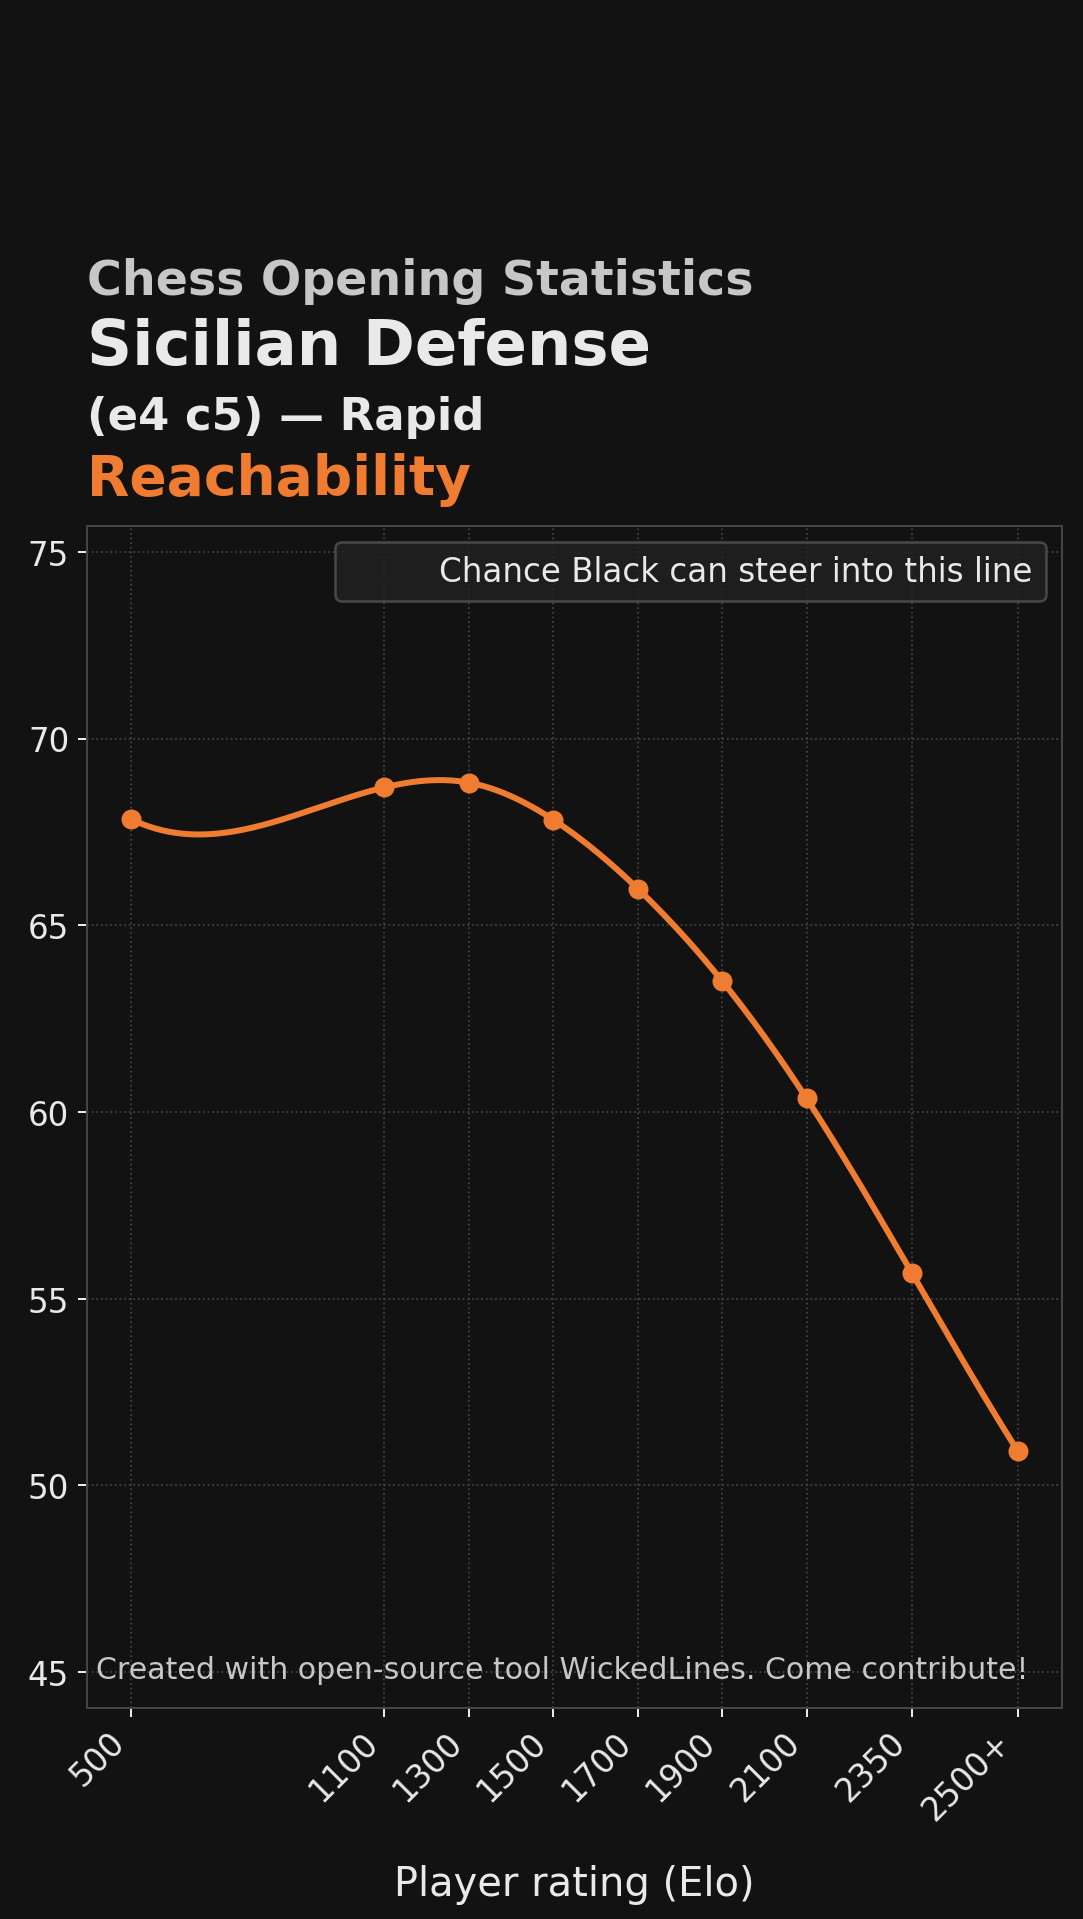 Chess Opening Statistics
Sicilian Defense
(e4 c5) — Rapid
Reachability
Chance Black can steer into this line
75
70
65
60
55
50
45
Created with open-source tool WickedLines. Come contribute!
500
1100
1300
1500
1700
1900
2100
2350
2500+
Player rating (Elo)